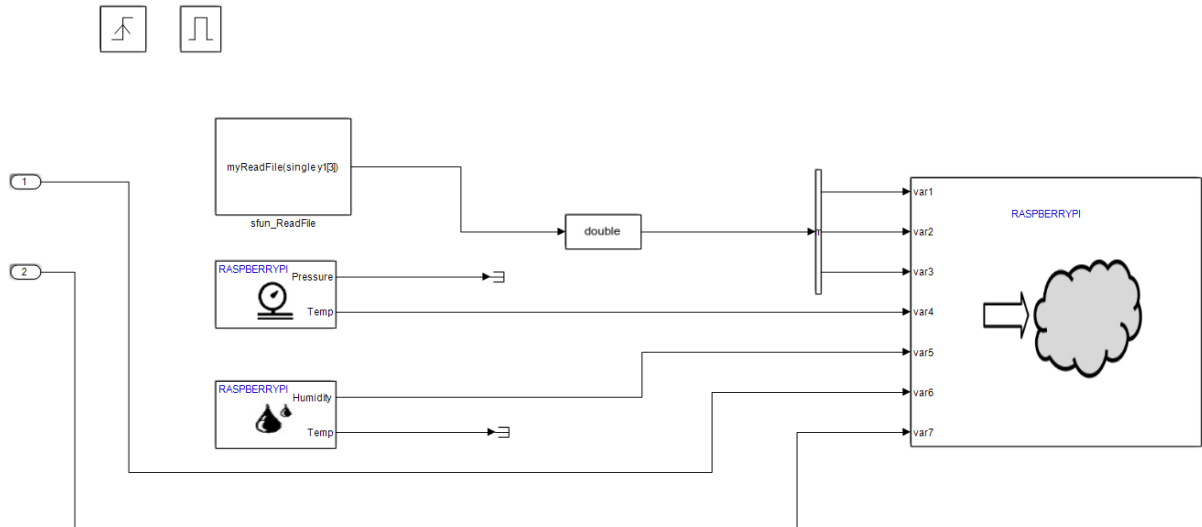 myReadFile(single y1[3])
sfun_ReadFile
1
2
double
m
RASPBERRYPI
Pressure
Temp
RASPBERRYPI
Humidity
Temp
RASPBERRYPI
var1
var2
var3
var4
var5
var6
var7